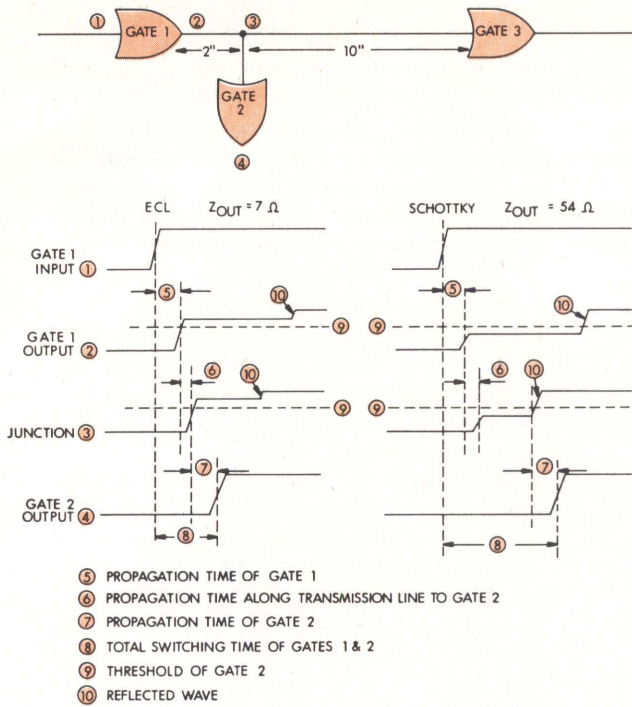 1 GATE 1 2 3 GATE 3
2" 10"
GATE 2
4
ECL ZOUT = 7 Ω SCHOTTKY ZOUT = 54 Ω
GATE 1 INPUT 1
5 5
10 10
GATE 1 OUTPUT 2 9 9
6 6
10 10
JUNCTION 3 9 9
7 7
GATE 2 OUTPUT 4
8 8
5 PROPAGATION TIME OF GATE 1
6 PROPAGATION TIME ALONG TRANSMISSION LINE TO GATE 2
7 PROPAGATION TIME OF GATE 2
8 TOTAL SWITCHING TIME OF GATES 1 & 2
9 THRESHOLD OF GATE 2
10 REFLECTED WAVE